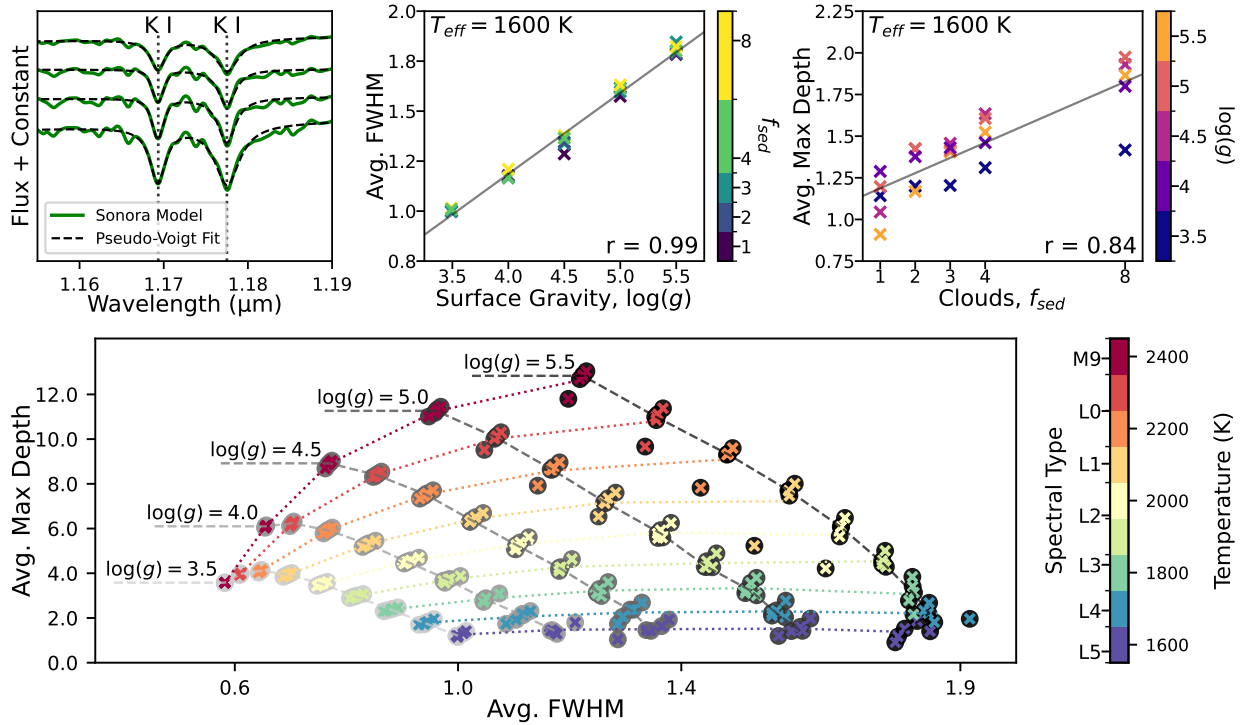 K I K I
Flux + Constant
Sonora Model
Pseudo-Voigt Fit
1.16 1.17 1.18 1.19
Wavelength (μm)
T_eff = 1600 K
2.0
1.8
1.5
1.2
1.0
0.8
Avg. FWHM
r = 0.99
3.5 4.0 4.5 5.0 5.5
Surface Gravity, log(g)
8
4
3
2
1
f_sed
T_eff = 1600 K
2.25
2.00
1.75
1.50
1.25
1.00
0.75
Avg. Max Depth
r = 0.84
1 2 3 4 8
Clouds, f_sed
5.5
5
4.5
4
3.5
log(g)
log(g) = 5.5
log(g) = 5.0
log(g) = 4.5
log(g) = 4.0
log(g) = 3.5
12.0
10.0
8.0
6.0
4.0
2.0
0.0
Avg. Max Depth
0.6 1.0 1.4 1.9
Avg. FWHM
M9
L0
L1
L2
L3
L4
L5
Spectral Type
2400
2200
2000
1800
1600
Temperature (K)